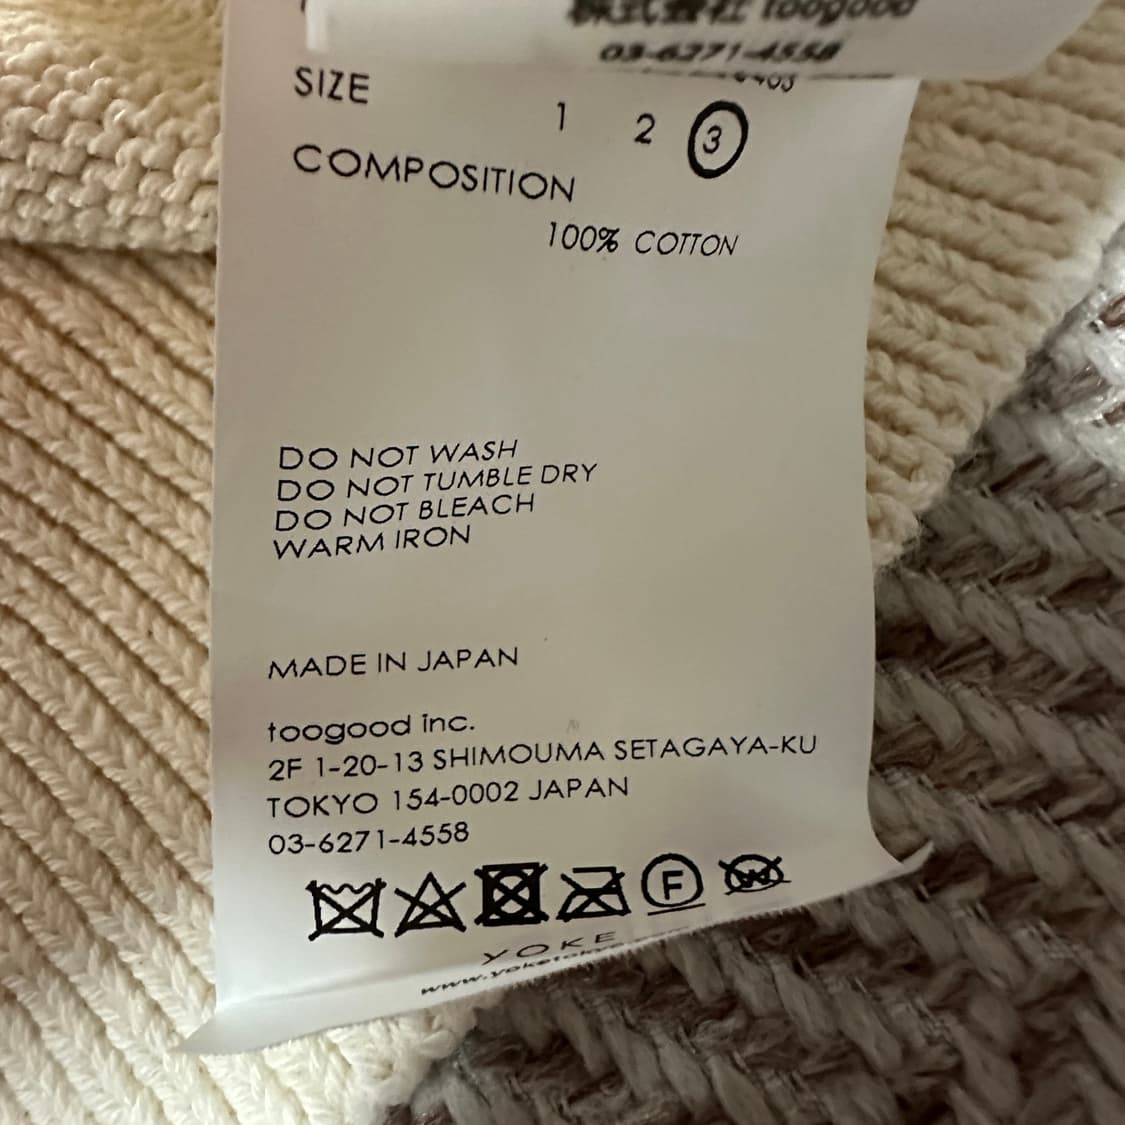 株式会社 toogood
03-6271-4558
SIZE
1 2 3
COMPOSITION
100% COTTON
DO NOT WASH
DO NOT TUMBLE DRY
DO NOT BLEACH
WARM IRON
MADE IN JAPAN
toogood inc.
2F 1-20-13 SHIMOUMA SETAGAYA-KU
TOKYO 154-0002 JAPAN
03-6271-4558
F W
YOKE